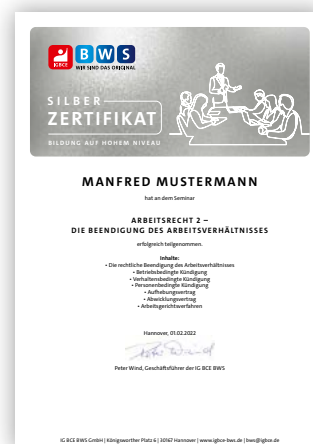 IGBCE BWS
WIR SIND DAS ORIGINAL
SILBER
ZERTIFIKAT
BILDUNG AUF HOHEM NIVEAU
MANFRED MUSTERMANN
hat an dem Seminar
ARBEITSRECHT 2 –
DIE BEENDIGUNG DES ARBEITSVERHÄLTNISSES
erfolgreich teilgenommen.
Inhalte:
• Die rechtliche Beendigung des Arbeitsverhältnisses
• Betriebsbedingte Kündigung
• Verhaltensbedingte Kündigung
• Personenbedingte Kündigung
• Aufhebungsvertrag
• Abwicklungsvertrag
• Arbeitsgerichtsverfahren
Hannover, 01.02.2022
Peter Wind
Peter Wind, Geschäftsführer der IG BCE BWS
IG BCE BWS GmbH | Königsworther Platz 6 | 30167 Hannover | www.igbce-bws.de | bws@igbce.de